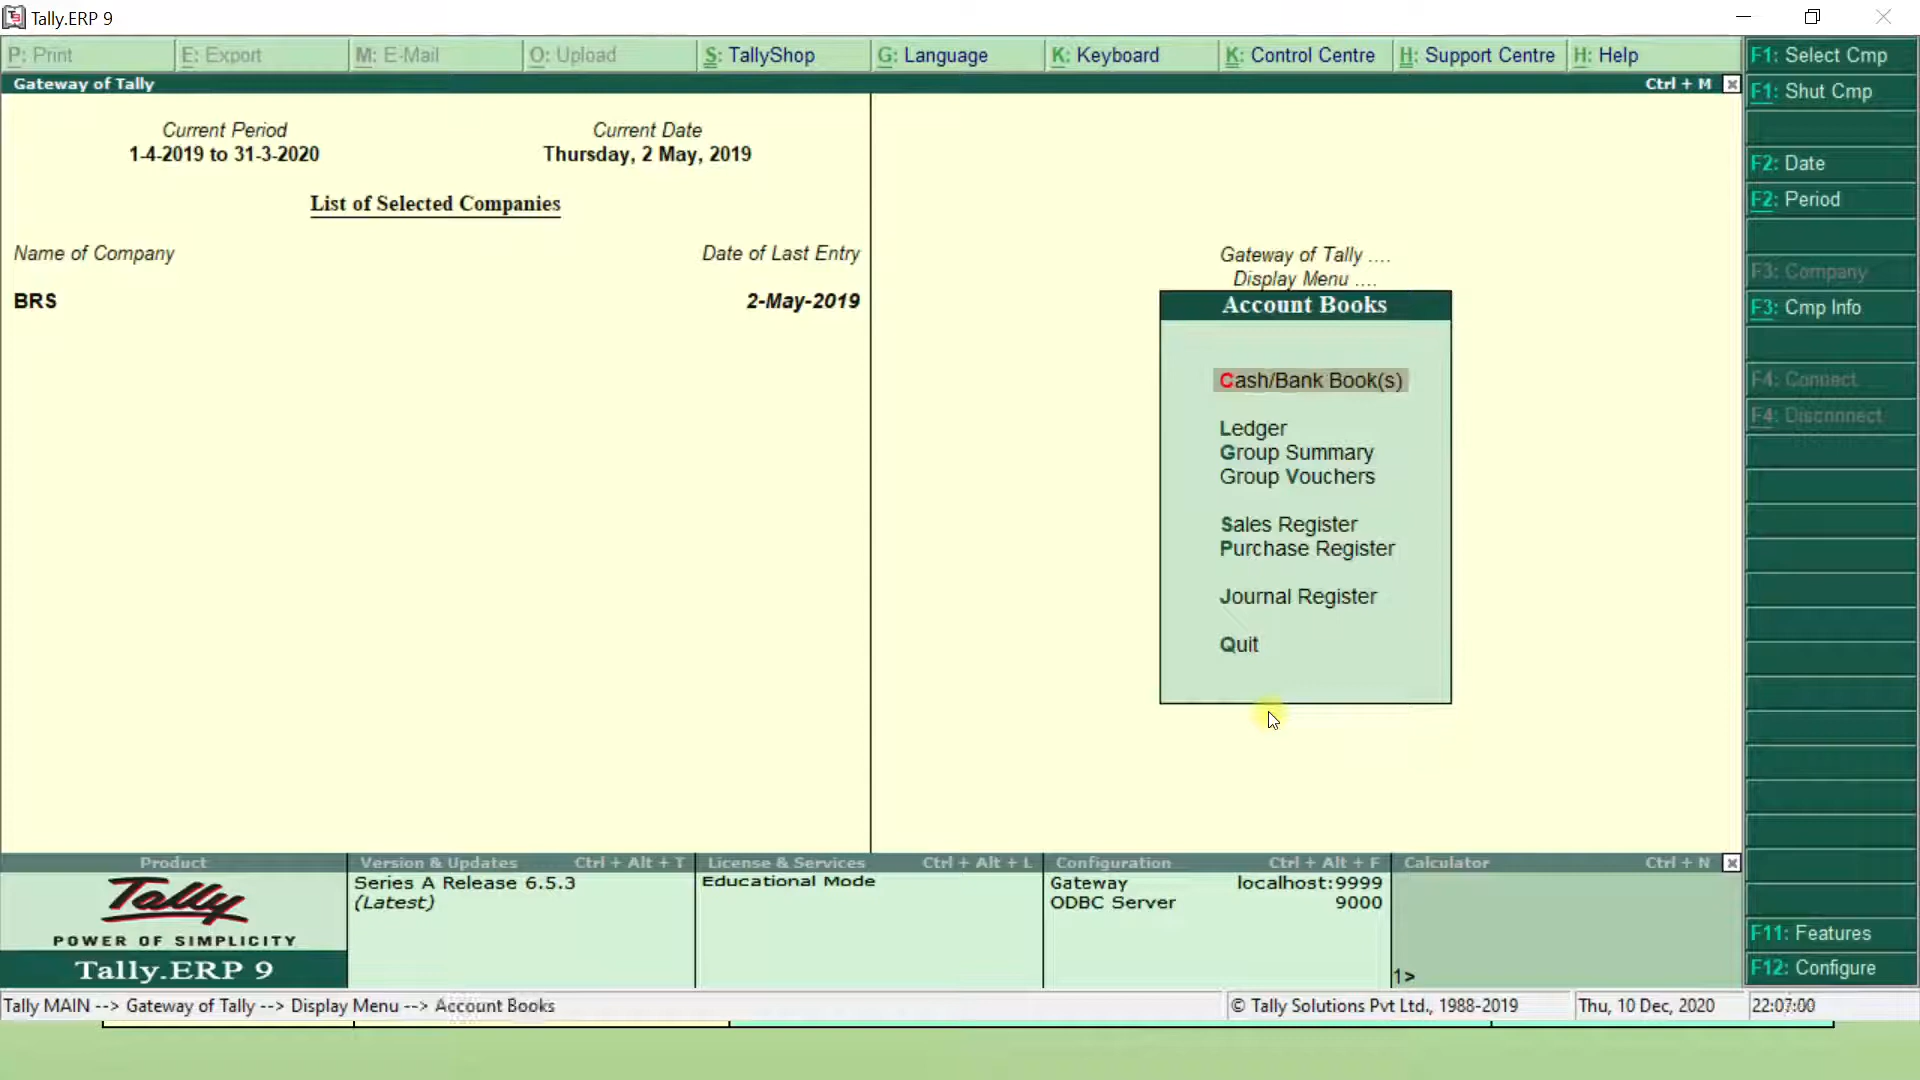 Tally.ERP 9
P: Print
E: Export
M: E-Mail
O: Upload
S: TallyShop
G: Language
K: Keyboard
K: Control Centre
H: Support Centre
H: Help
Gateway of Tally
Ctrl + M
Current Period
1-4-2019 to 31-3-2020
Current Date
Thursday, 2 May, 2019
List of Selected Companies
Name of Company
Date of Last Entry
BRS
2-May-2019
Gateway of Tally ....
Display Menu ....
Account Books
Cash/Bank Book(s)
Ledger
Group Summary
Group Vouchers
Sales Register
Purchase Register
Journal Register
Quit
F1: Select Cmp
F1: Shut Cmp
F2: Date
F2: Period
F3: Company
F3: Cmp Info
F4: Connect
F4: Disconnect
F11: Features
F12: Configure
Product
Tally
POWER OF SIMPLICITY
Tally.ERP 9
Version & Updates Ctrl + Alt + T
Series A Release 6.5.3
(Latest)
License & Services Ctrl + Alt + L
Educational Mode
Configuration Ctrl + Alt + F
Gateway localhost:9999
ODBC Server 9000
Calculator Ctrl + N
1>
Tally MAIN --> Gateway of Tally --> Display Menu --> Account Books
© Tally Solutions Pvt Ltd., 1988-2019
Thu, 10 Dec, 2020
22:07:00